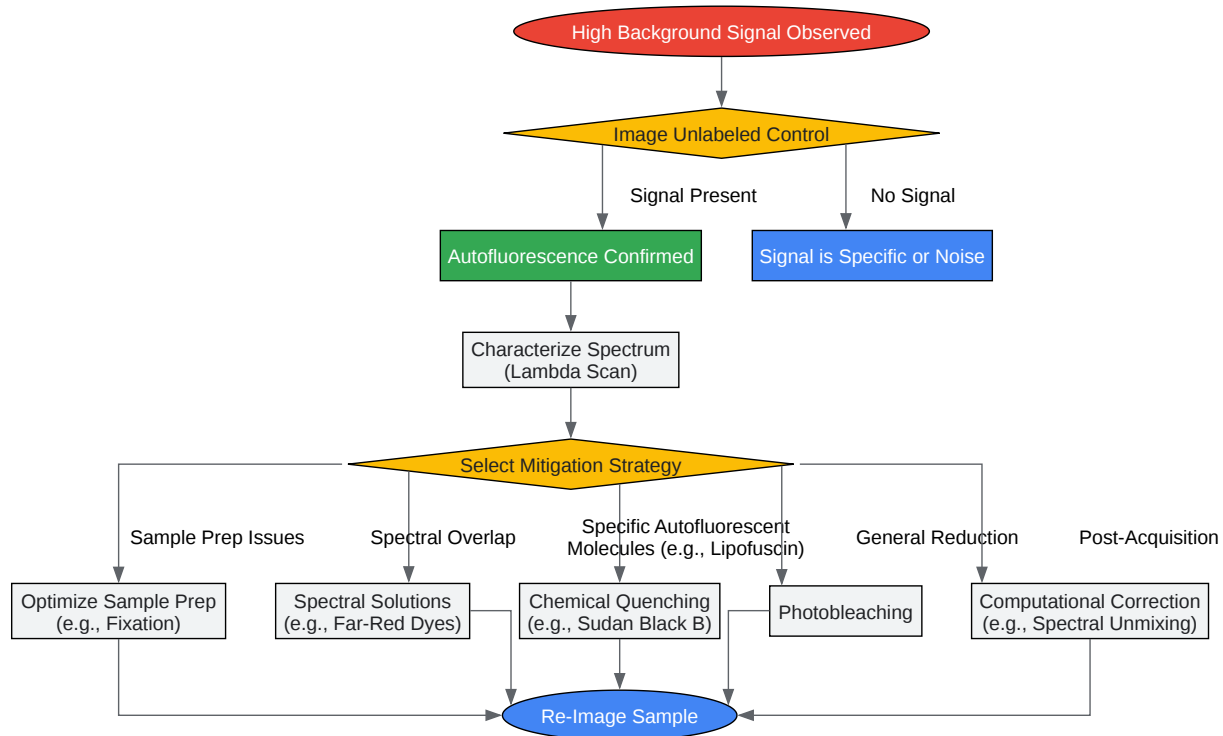 High Background Signal Observed
Image Unlabeled Control
Signal Present
No Signal
Autofluorescence Confirmed
Signal is Specific or Noise
Characterize Spectrum
(Lambda Scan)
Select Mitigation Strategy
Sample Prep Issues
Spectral Overlap
Specific Autofluorescent
Molecules (e.g., Lipofuscin)
General Reduction
Post-Acquisition
Optimize Sample Prep
(e.g., Fixation)
Spectral Solutions
(e.g., Far-Red Dyes)
Chemical Quenching
(e.g., Sudan Black B)
Photobleaching
Computational Correction
(e.g., Spectral Unmixing)
Re-Image Sample